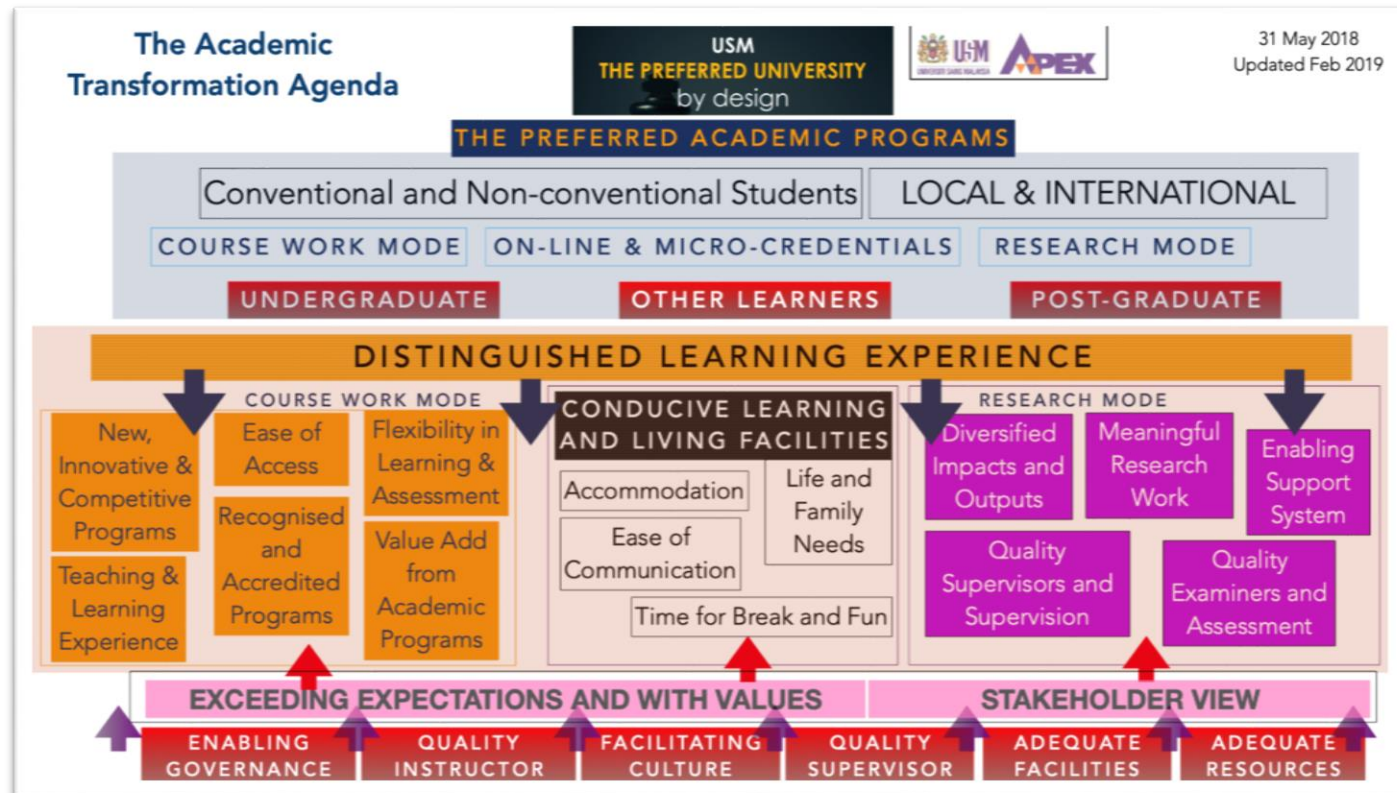 The Academic
Transformation Agenda
USM
THE PREFERRED UNIVERSITY
by design
USM
UNIVERSITI SAINS MALAYSIA
APEX
31 May 2018
Updated Feb 2019
THE PREFERRED ACADEMIC PROGRAMS
Conventional and Non-conventional Students
LOCAL & INTERNATIONAL
COURSE WORK MODE
ON-LINE & MICRO-CREDENTIALS
RESEARCH MODE
UNDERGRADUATE
OTHER LEARNERS
POST-GRADUATE
DISTINGUISHED LEARNING EXPERIENCE
COURSE WORK MODE
New,
Innovative &
Competitive
Programs
Ease of
Access
Flexibility in
Learning &
Assessment
Teaching &
Learning
Experience
Recognised
and
Accredited
Programs
Value Add
from
Academic
Programs
CONDUCIVE LEARNING
AND LIVING FACILITIES
Accommodation
Life and
Family
Needs
Ease of
Communication
Time for Break and Fun
RESEARCH MODE
Diversified
Impacts and
Outputs
Meaningful
Research
Work
Enabling
Support
System
Quality
Supervisors and
Supervision
Quality
Examiners and
Assessment
EXCEEDING EXPECTATIONS AND WITH VALUES
STAKEHOLDER VIEW
ENABLING
GOVERNANCE
QUALITY
INSTRUCTOR
FACILITATING
CULTURE
QUALITY
SUPERVISOR
ADEQUATE
FACILITIES
ADEQUATE
RESOURCES